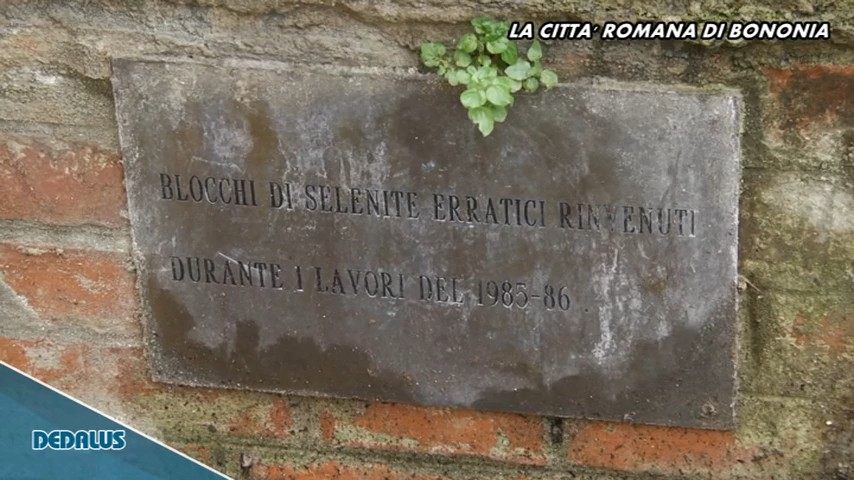 LA CITTA' ROMANA DI BONONIA
BLOCCHI DI SELENITE ERRATICI RINVENUTI
DURANTE I LAVORI DEL 1985-86.
DEDALUS